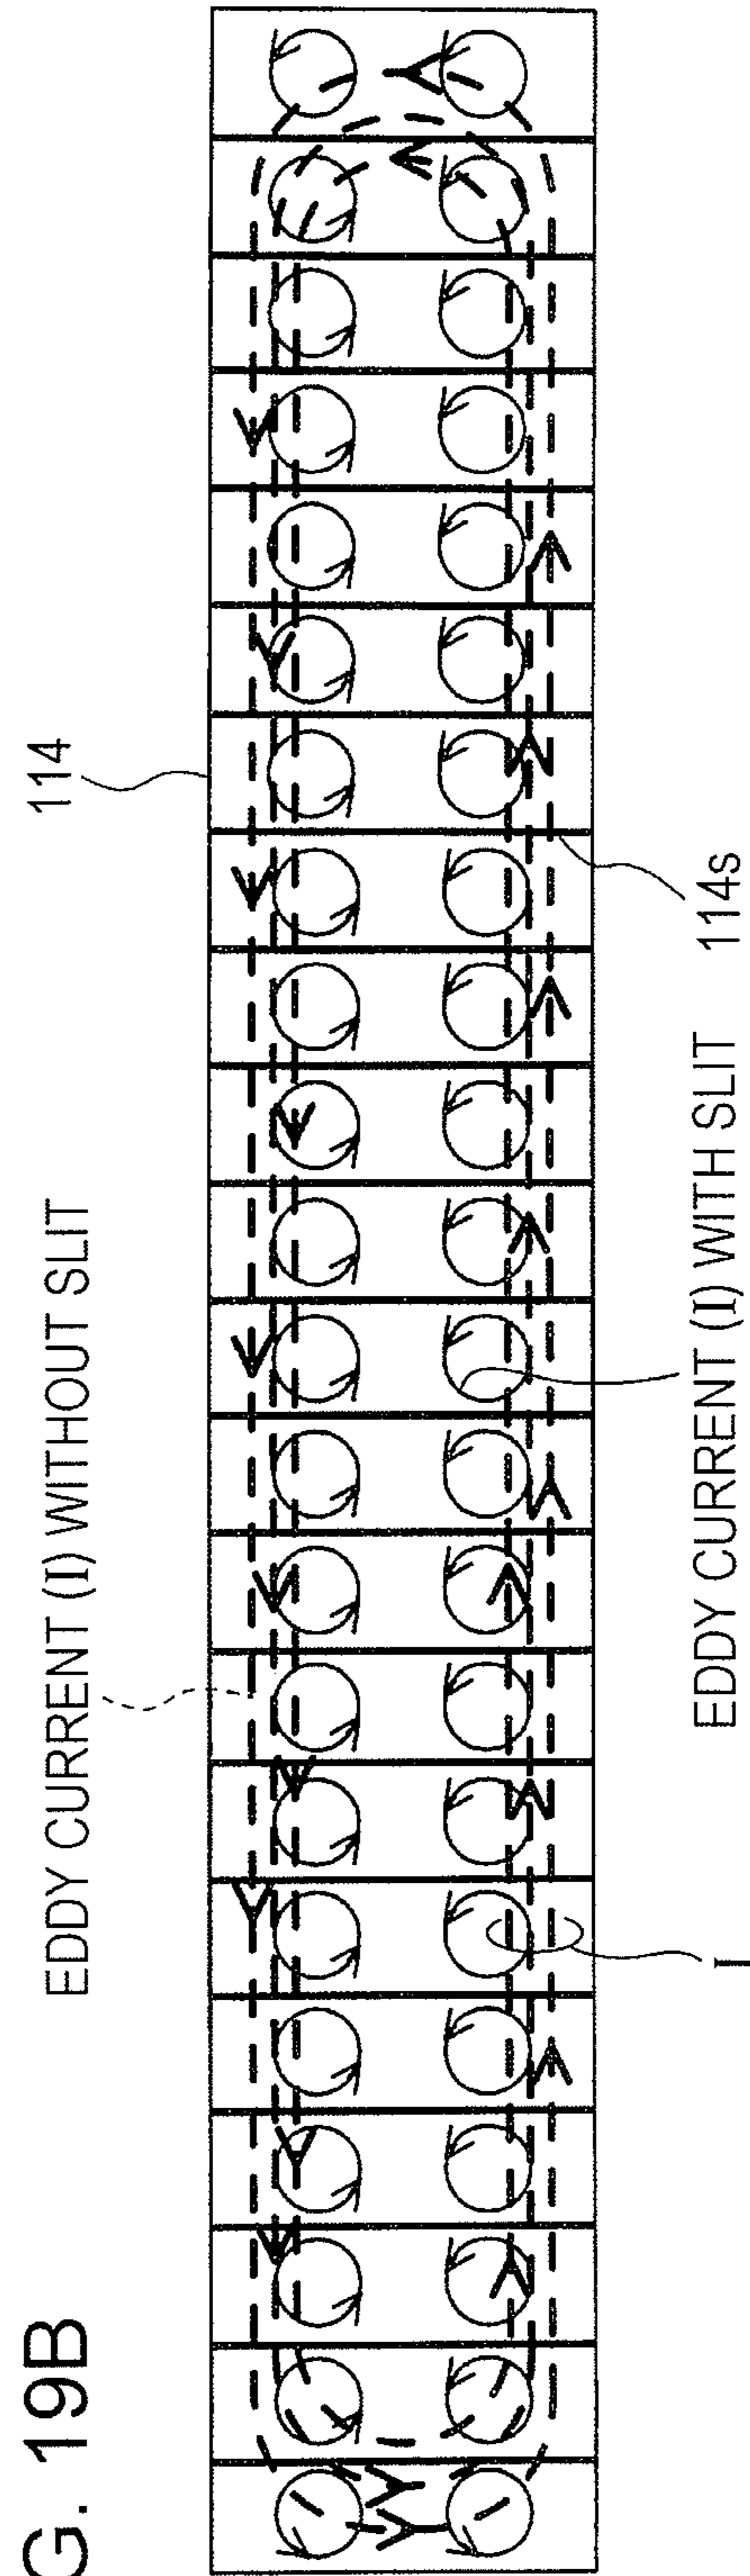 G. 19B
EDDY CURRENT (I) WITHOUT SLIT
114
I
EDDY CURRENT (I) WITH SLIT
114s